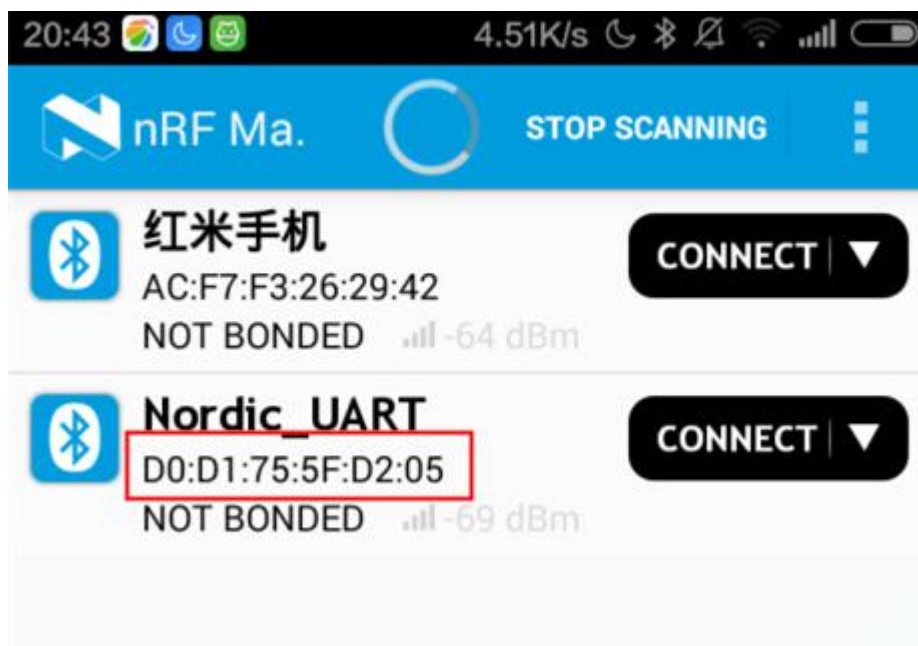 20:43 4.51K/s
nRF Ma. STOP SCANNING
红米手机
CONNECT
AC:F7:F3:26:29:42
NOT BONDED -64 dBm
Nordic_UART
CONNECT
D0:D1:75:5F:D2:05
NOT BONDED -69 dBm